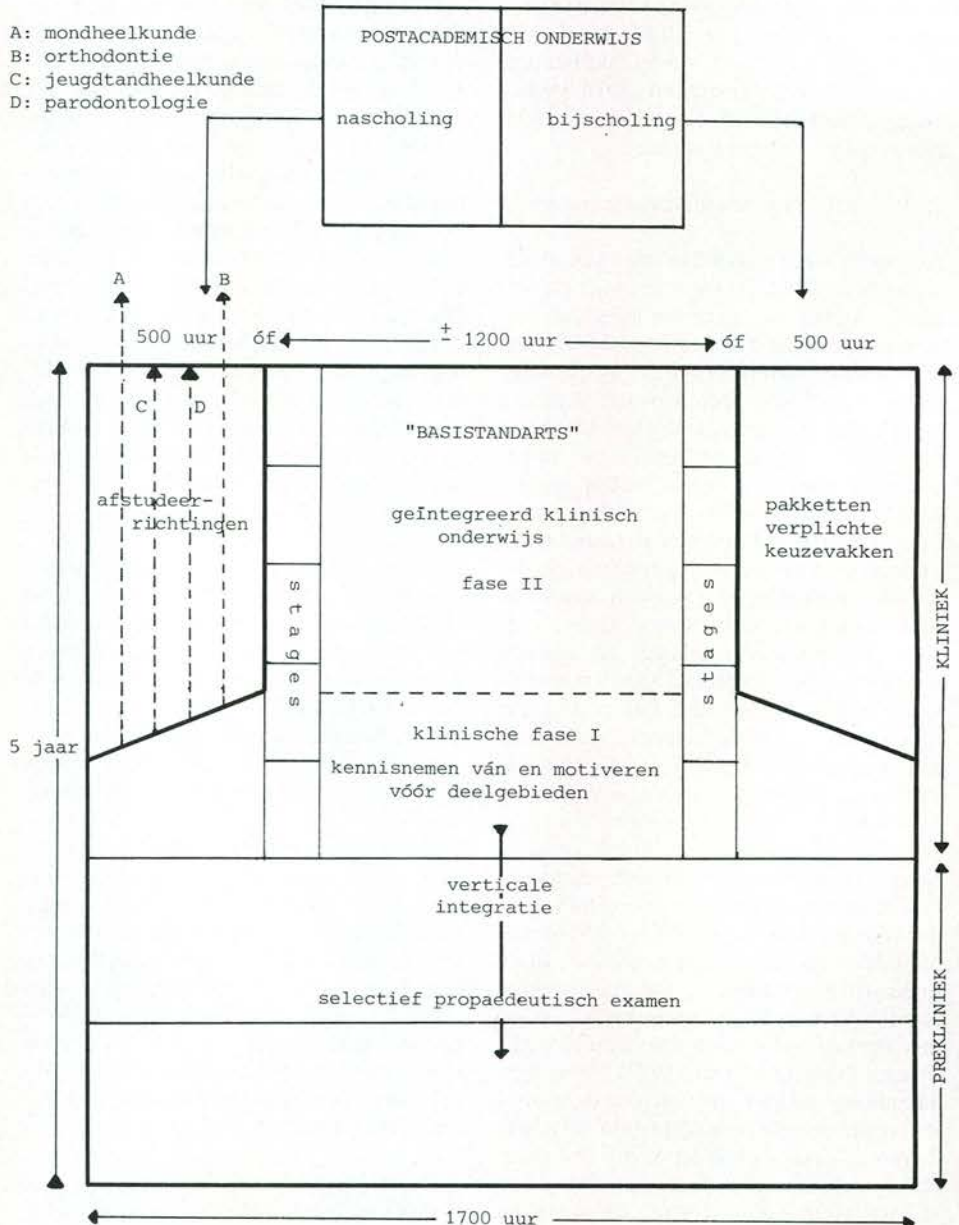 A: mondheelkunde
B: orthodontie
C: jeugdtandheelkunde
D: parodontologie
POSTACADEMISCH ONDERWIJS
nascholing bijscholing
A B
500 uur óf ± 1200 uur óf 500 uur
C D
"BASISTANDARTS"
afstudeer-
richtingen
geïntegreerd klinisch
onderwijs
fase II
pakketten
verplichte
keuzevakken
stages
stages
KLINIEK
5 jaar
klinische fase I
kennisnemen ván en motiveren
vóór deelgebieden
verticale
integratie
selectief propaedeutisch examen
PREKLINIEK
1700 uur